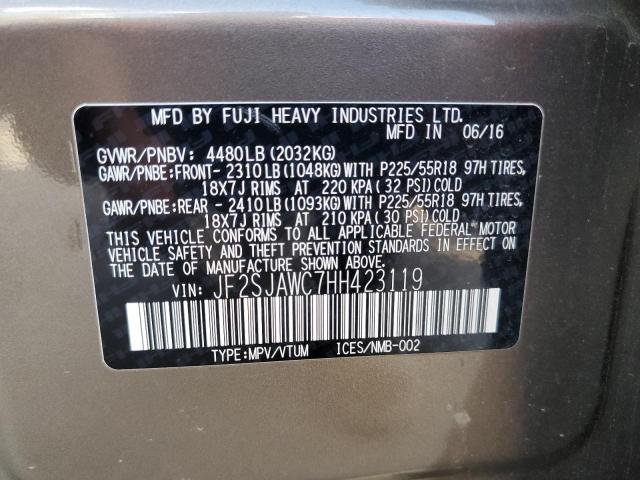 MFD BY FUJI HEAVY INDUSTRIES LTD.
MFD IN 06/16
GVWR/PNBV: 4480LB(2032KG)
GAWR/PNBE:FRONT- 2310LB(1048KG)WITH P225/55R18 97H TIRES,
18X7J RIMS AT 220 KPA(32 PSI)COLD
GAWR/PNBE:REAR - 2410LB(1093KG)WITH P225/55R18 97H TIRES,
18X7J RIMS AT 210 KPA(30 PSI)COLD
THIS VEHICLE CONFORMS TO ALL APPLICABLE FEDERAL MOTOR
VEHICLE SAFETY AND THEFT PREVENTION STANDARDS IN EFFECT
ON THE DATE OF MANUFACTURE SHOWN ABOVE.
VIN: JF2SJAWC7HH423119
TYPE:MPV/VTUM ICES/NMB-002